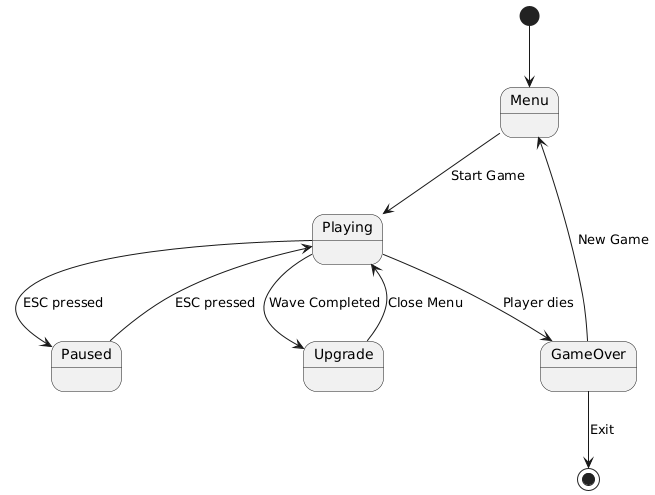 Menu
Start Game
Playing
New Game
ESC pressed
ESC pressed
Wave Completed
Close Menu
Player dies
Paused
Upgrade
GameOver
Exit